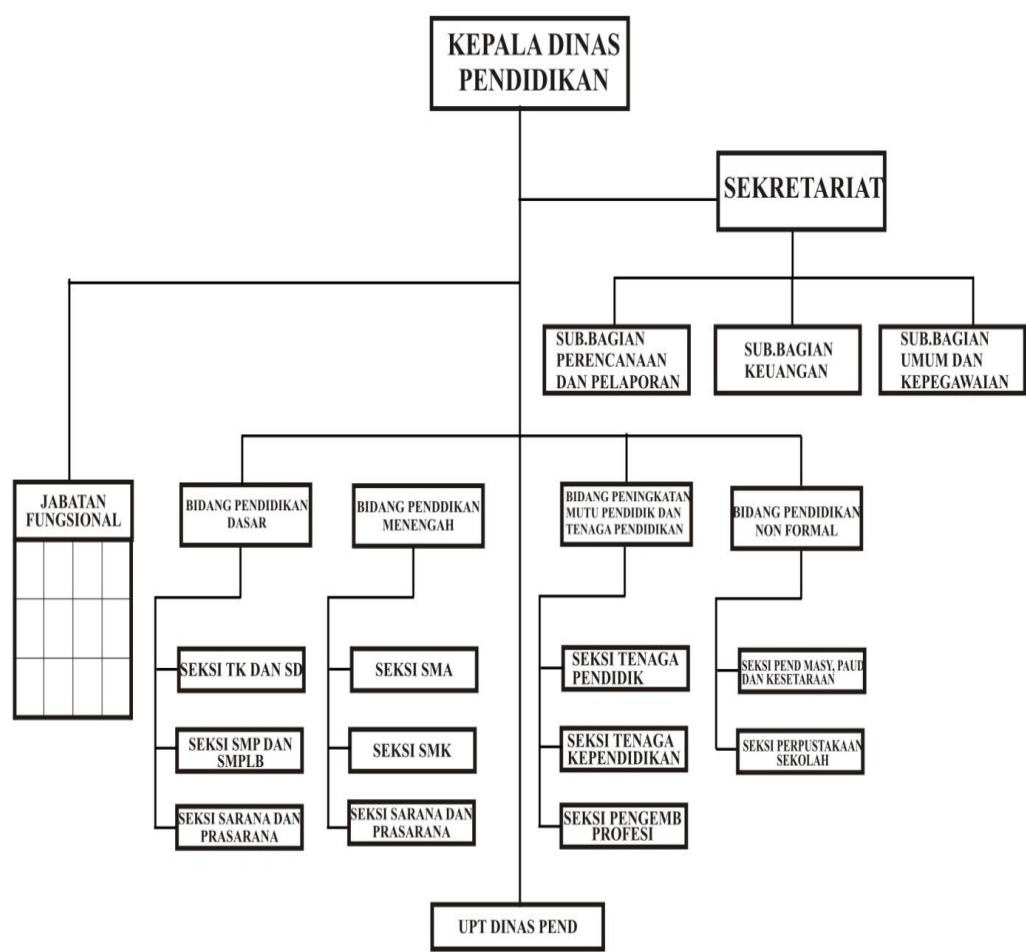 KEPALA DINAS
PENDIDIKAN
SEKRETARIAT
SUB.BAGIAN
PERENCANAAN
DAN PELAPORAN
SUB.BAGIAN
KEUANGAN
SUB.BAGIAN
UMUM DAN
KEPEGAWAIAN
JABATAN
FUNGSIONAL
BIDANG PENDIDIKAN
DASAR
BIDANG PENDDIKAN
MENENGAH
BIDANG PENINGKATAN
MUTU PENDIDIK DAN
TENAGA PENDIDIKAN
BIDANG PENDIDIKAN
NON FORMAL
SEKSI TK DAN SD
SEKSI SMP DAN
SMPLB
SEKSI SARANA DAN
PRASARANA
SEKSI SMA
SEKSI SMK
SEKSI SARANA DAN
PRASARANA
SEKSI TENAGA
PENDIDIK
SEKSI TENAGA
KEPENDIDIKAN
SEKSI PENGEMB
PROFESI
SEKSI PEND MASY, PAUD
DAN KESETARAAN
SEKSI PERPUSTAKAAN
SEKOLAH
UPT DINAS PEND